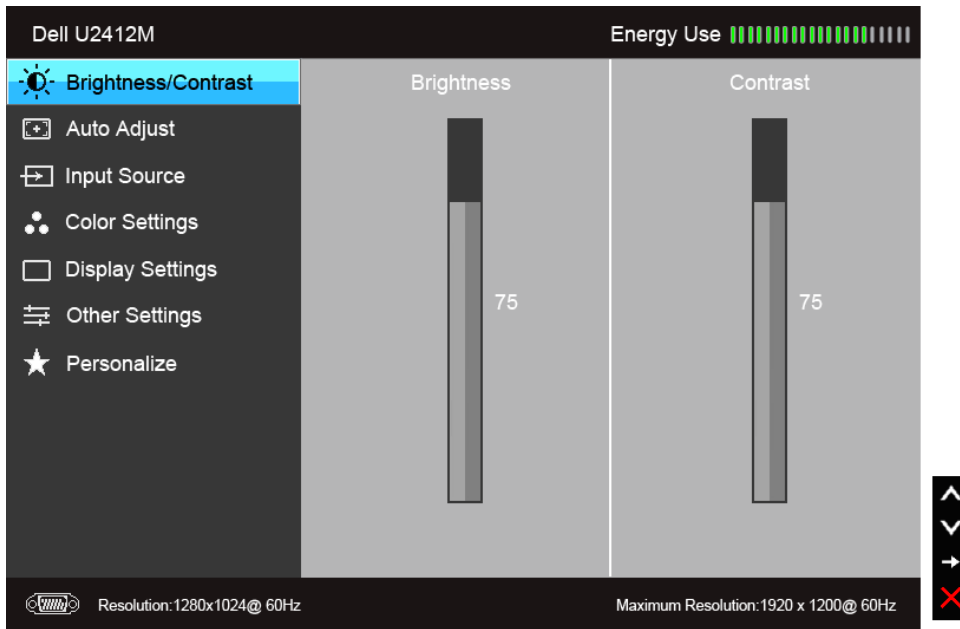 Dell U2412M
Energy Use
Brightness/Contrast
Brightness
Contrast
Auto Adjust
Input Source
Color Settings
Display Settings
Other Settings
Personalize
75
75
Resolution:1280x1024@ 60Hz
Maximum Resolution:1920 x 1200@ 60Hz